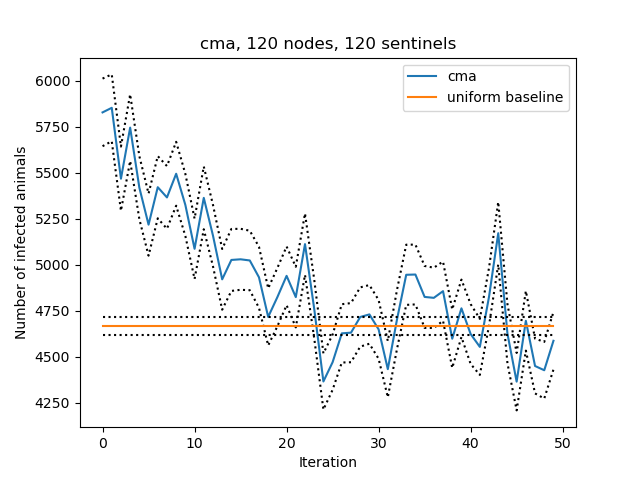 cma, 120 nodes, 120 sentinels
cma
uniform baseline
6000
5750
5500
5250
5000
4750
4500
4250
Number of infected animals
0
10
20
30
40
50
Iteration